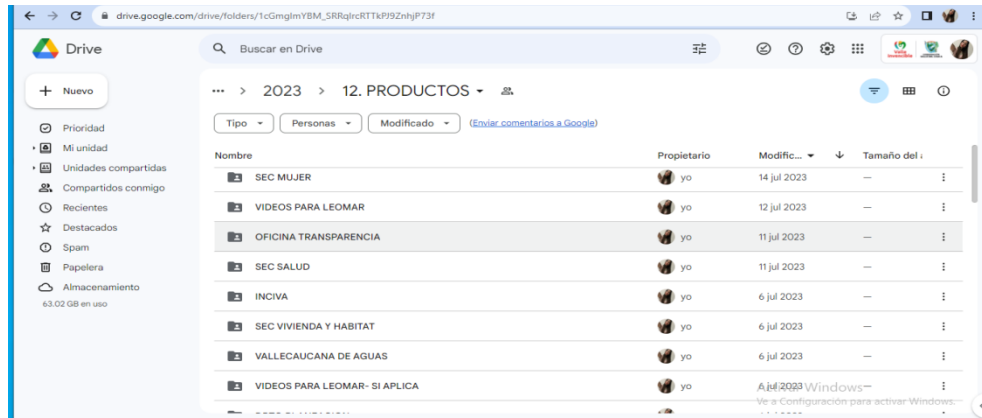 drive.google.com/drive/folders/1cGmglmYBM_SRRqIrcRTTkPJ9ZnhjP73f
Drive
Buscar en Drive
Nuevo
... > 2023 > 12. PRODUCTOS
Prioridad
Mi unidad
Unidades compartidas
Compartidos conmigo
Recientes
Destacados
Spam
Papelera
Almacenamiento
63.02 GB en uso
Tipo Personas Modificado (Enviar comentarios a Google)
Nombre Propietario Modific... Tamaño del
SEC MUJER yo 14 jul 2023 —
VIDEOS PARA LEOMAR yo 12 jul 2023 —
OFICINA TRANSPARENCIA yo 11 jul 2023 —
SEC SALUD yo 11 jul 2023 —
INCIVA yo 6 jul 2023 —
SEC VIVIENDA Y HABITAT yo 6 jul 2023 —
VALLECAUCANA DE AGUAS yo 6 jul 2023 —
VIDEOS PARA LEOMAR- SI APLICA yo 6 jul 2023 —
Activar Windows
Ve a Configuración para activar Windows.